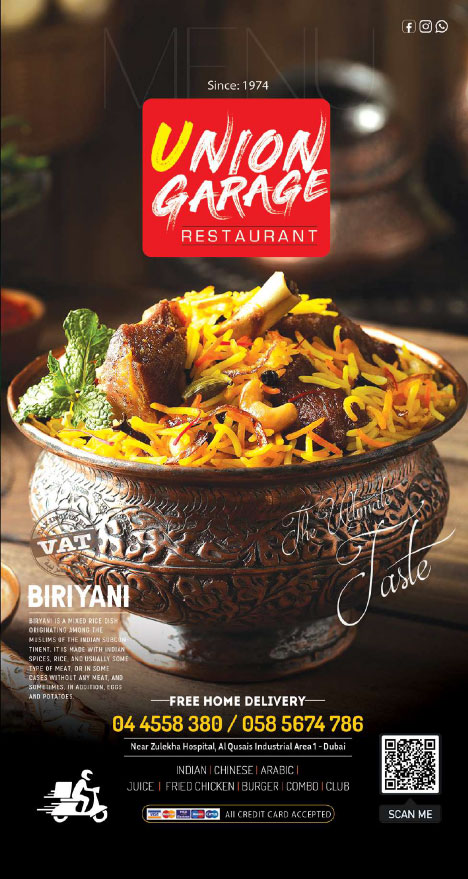 MENU
Since: 1974
UNION
GARAGE
RESTAURANT
VAT
The Ultimate
Taste
BIRIYANI
BIRYANI IS A MIXED RICE DISH
ORIGINATING AMONG THE
MESLIMS OF THE INDIAN SUBCON
TINENT. IT IS MADE WITH INDIAN
SPICES, RICE, AND USUALLY SOME
TYPE OF MEAT, OR IN SOME
CASES WITHOUT ANY MEAT, AND
SOMETIMES, IN ADDITION, EGGS
AND POTATOES.
FREE HOME DELIVERY
04 4558 380 / 058 5674 786
Near Zulekha Hospital, Al Qusais Industrial Area 1 - Dubai
INDIAN | CHINESE | ARABIC |
JUICE | FRIED CHICKEN | BURGER | COMBO | CLUB
All CREDIT CARD ACCEPTED
SCAN ME